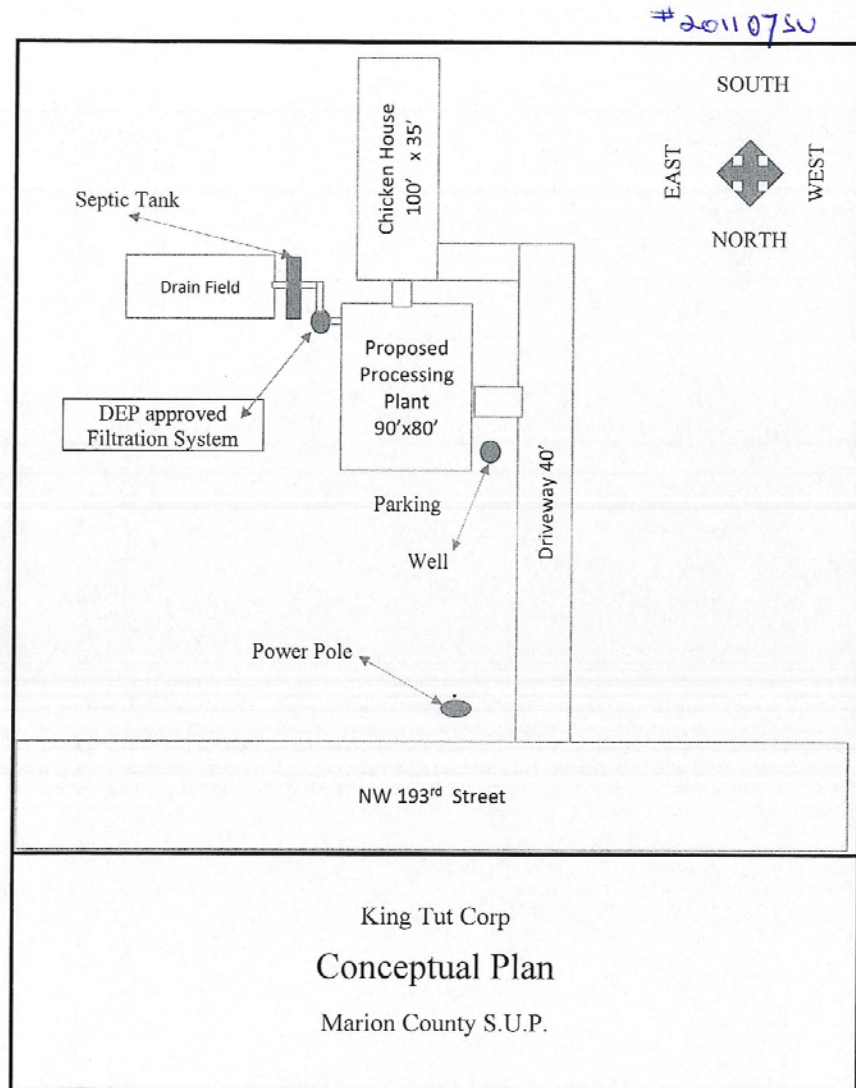 #201107SU
SOUTH
EAST
WEST
NORTH
Chicken House
100' x 35'
Septic Tank
Drain Field
Proposed
Processing
Plant
90'x80'
DEP approved
Filtration System
Parking
Well
Driveway 40'
Power Pole
NW 193rd Street
King Tut Corp
Conceptual Plan
Marion County S.U.P.